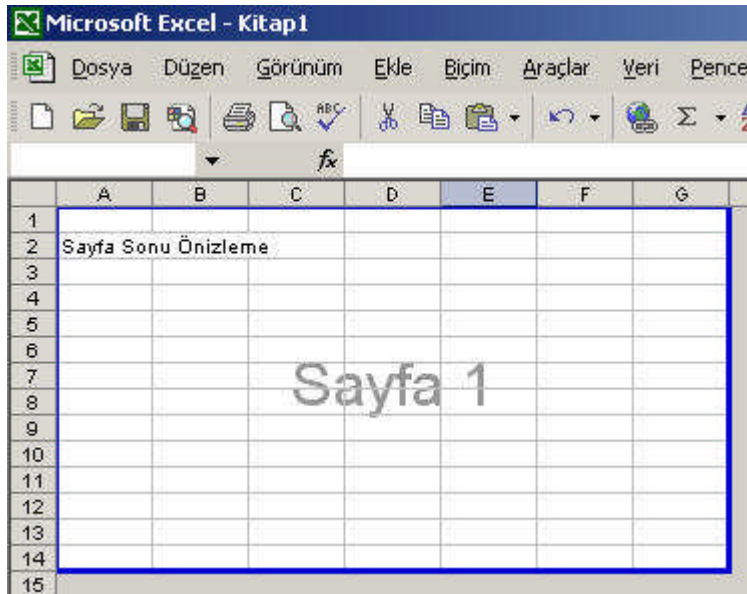 Microsoft Excel - Kitap1
Dosya Düzen Görünüm Ekle Biçim Araçlar Veri Pence
ABC Σ
fx
A B C D E F G
1
2 Sayfa Sonu Önizleme
3
4
5
6
7 Sayfa 1
8
9
10
11
12
13
14
15